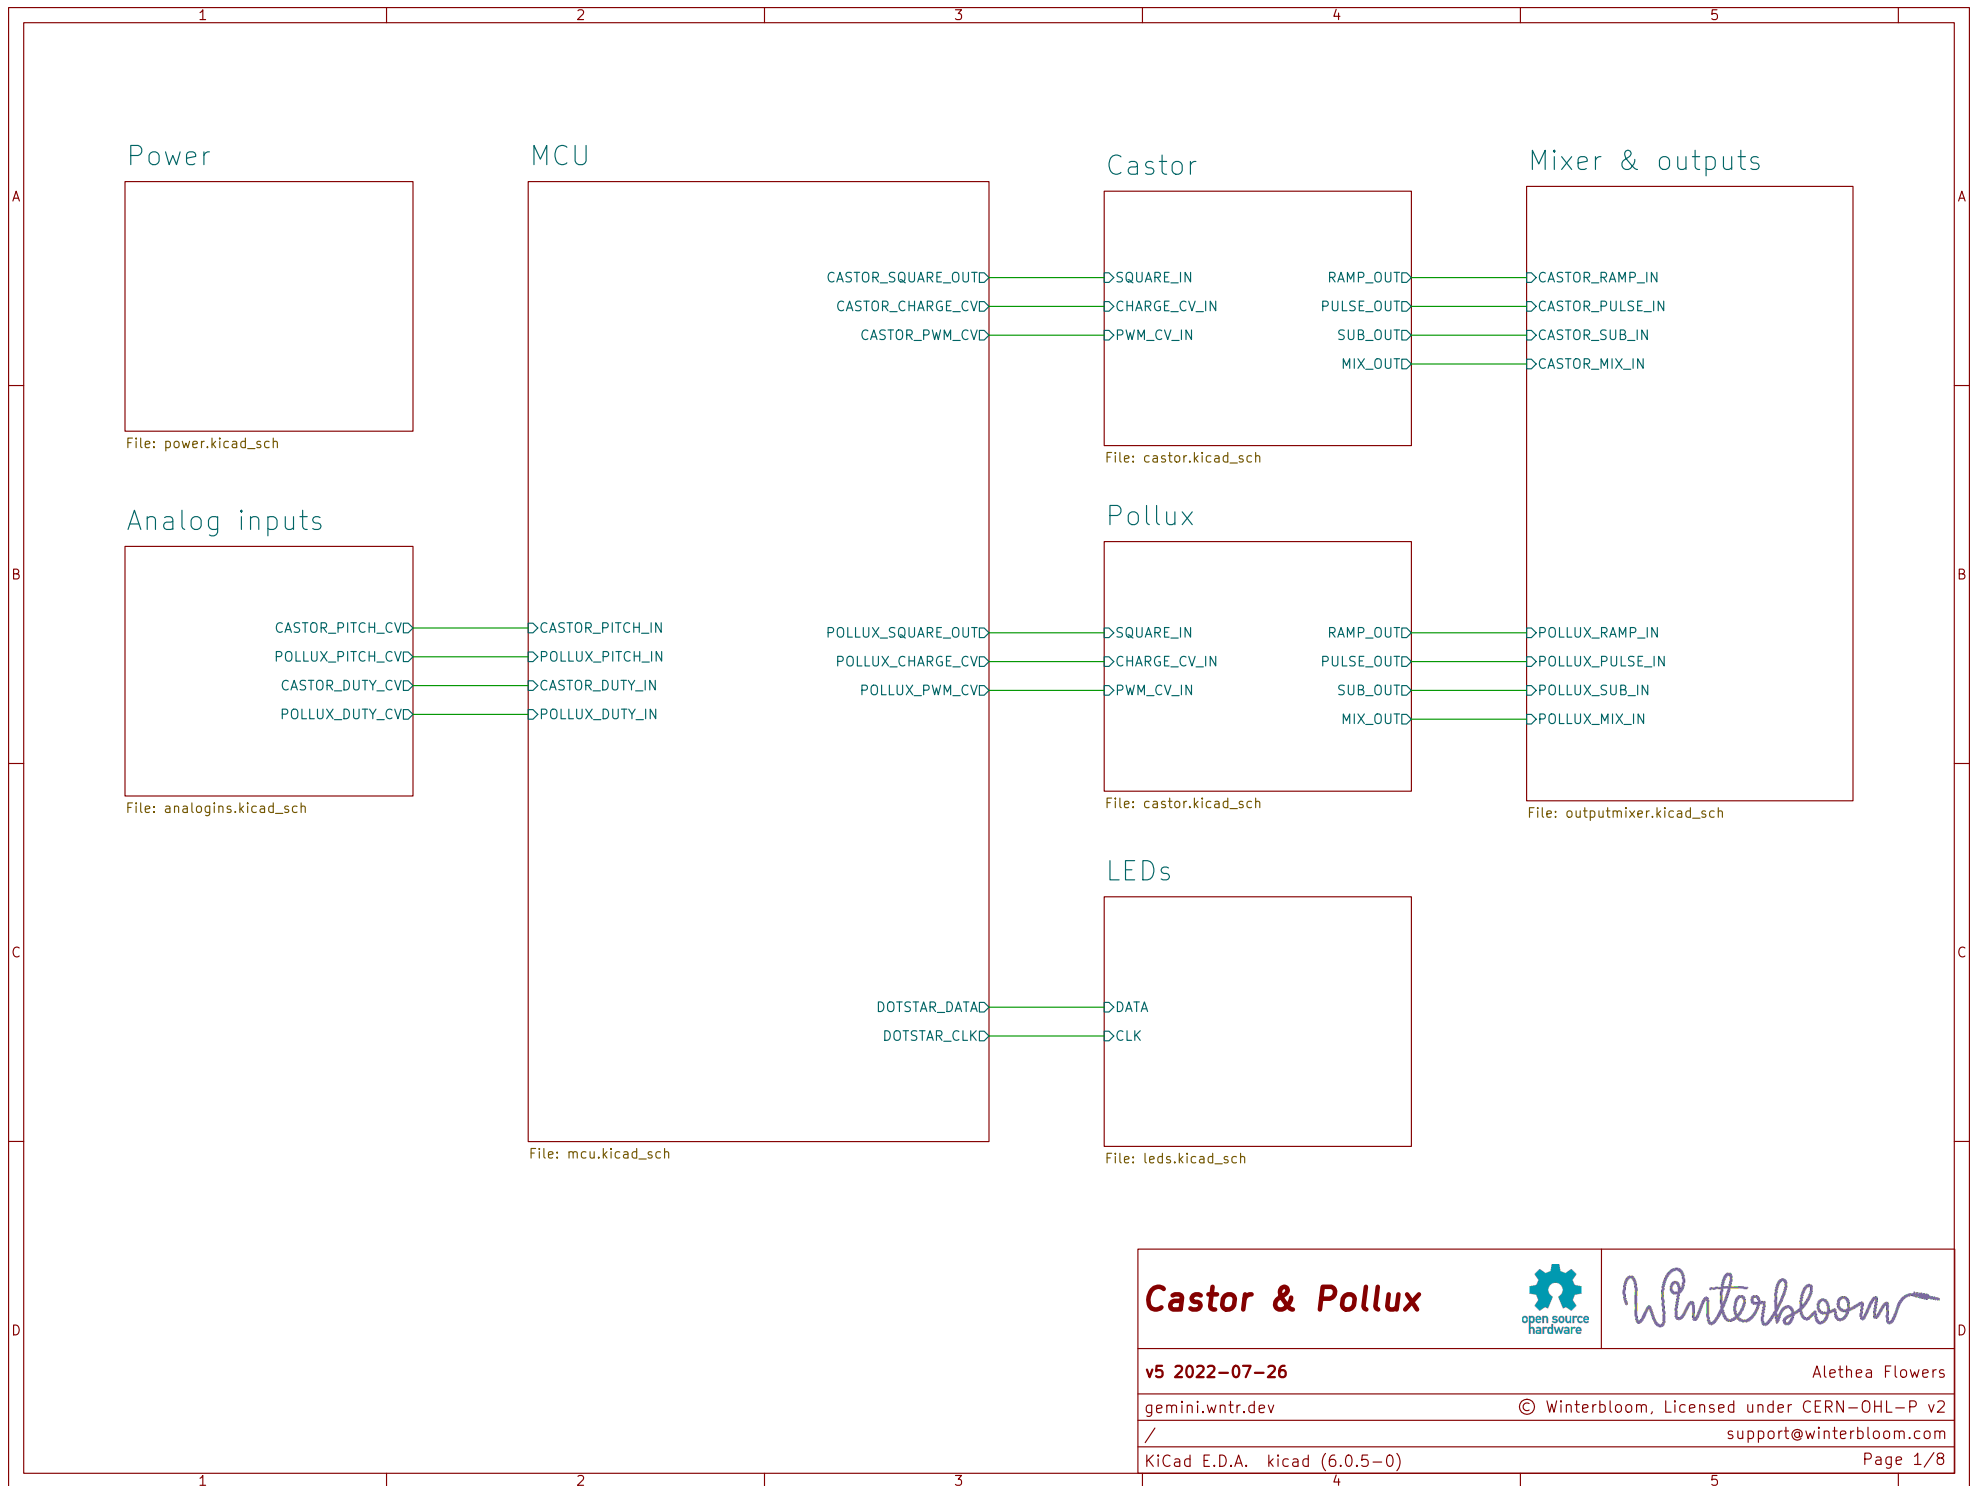 1 2 3 4 5
A A
B B
C C
D D
Power
File: power.kicad_sch
Analog inputs
CASTOR_PITCH_CV
POLLUX_PITCH_CV
CASTOR_DUTY_CV
POLLUX_DUTY_CV
File: analogins.kicad_sch
MCU
CASTOR_PITCH_IN
POLLUX_PITCH_IN
CASTOR_DUTY_IN
POLLUX_DUTY_IN
CASTOR_SQUARE_OUT
CASTOR_CHARGE_CV
CASTOR_PWM_CV
POLLUX_SQUARE_OUT
POLLUX_CHARGE_CV
POLLUX_PWM_CV
DOTSTAR_DATA
DOTSTAR_CLK
File: mcu.kicad_sch
Castor
SQUARE_IN
CHARGE_CV_IN
PWM_CV_IN
RAMP_OUT
PULSE_OUT
SUB_OUT
MIX_OUT
File: castor.kicad_sch
Pollux
SQUARE_IN
CHARGE_CV_IN
PWM_CV_IN
RAMP_OUT
PULSE_OUT
SUB_OUT
MIX_OUT
File: castor.kicad_sch
LEDs
DATA
CLK
File: leds.kicad_sch
Mixer & outputs
CASTOR_RAMP_IN
CASTOR_PULSE_IN
CASTOR_SUB_IN
CASTOR_MIX_IN
POLLUX_RAMP_IN
POLLUX_PULSE_IN
POLLUX_SUB_IN
POLLUX_MIX_IN
File: outputmixer.kicad_sch
Castor & Pollux
open source
hardware
Winterbloom
v5 2022-07-26
Alethea Flowers
gemini.wntr.dev
© Winterbloom, Licensed under CERN-OHL-P v2
/
support@winterbloom.com
KiCad E.D.A. kicad (6.0.5-0)
Page 1/8
1 2 3 4 5